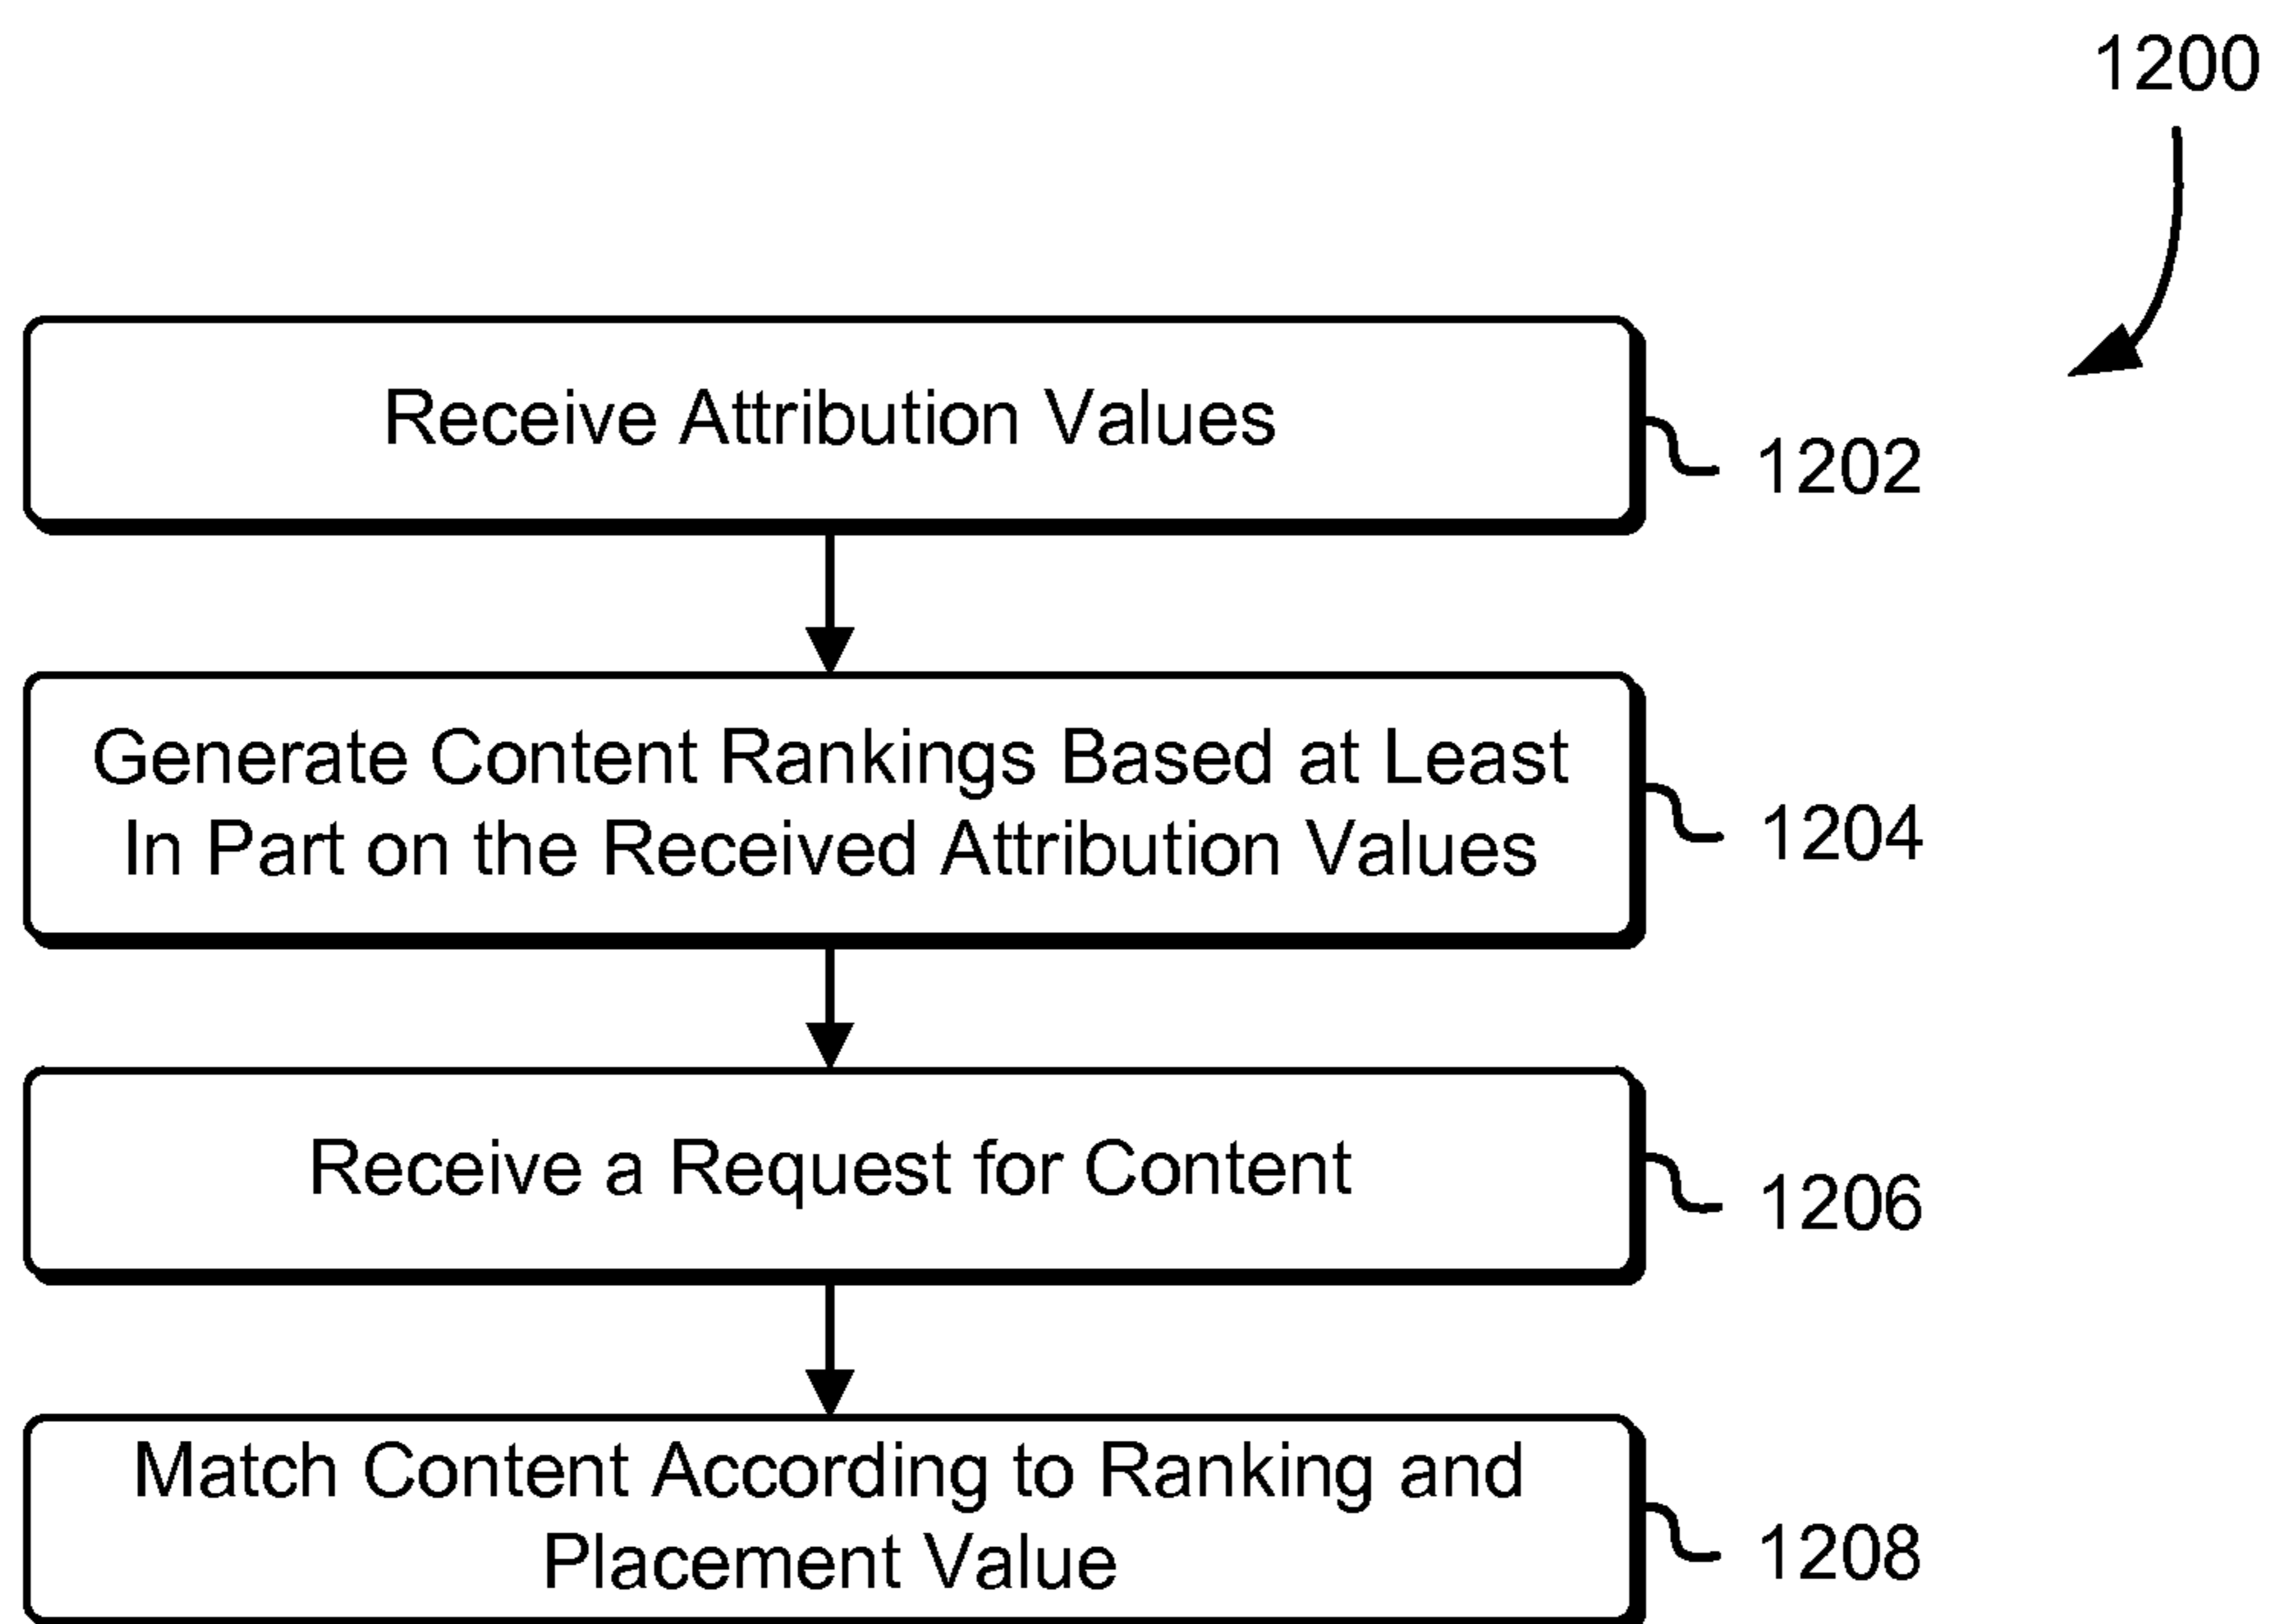 1200
Receive Attribution Values
1202
Generate Content Rankings Based at Least
In Part on the Received Attribution Values
1204
Receive a Request for Content
1206
Match Content According to Ranking and
Placement Value
1208